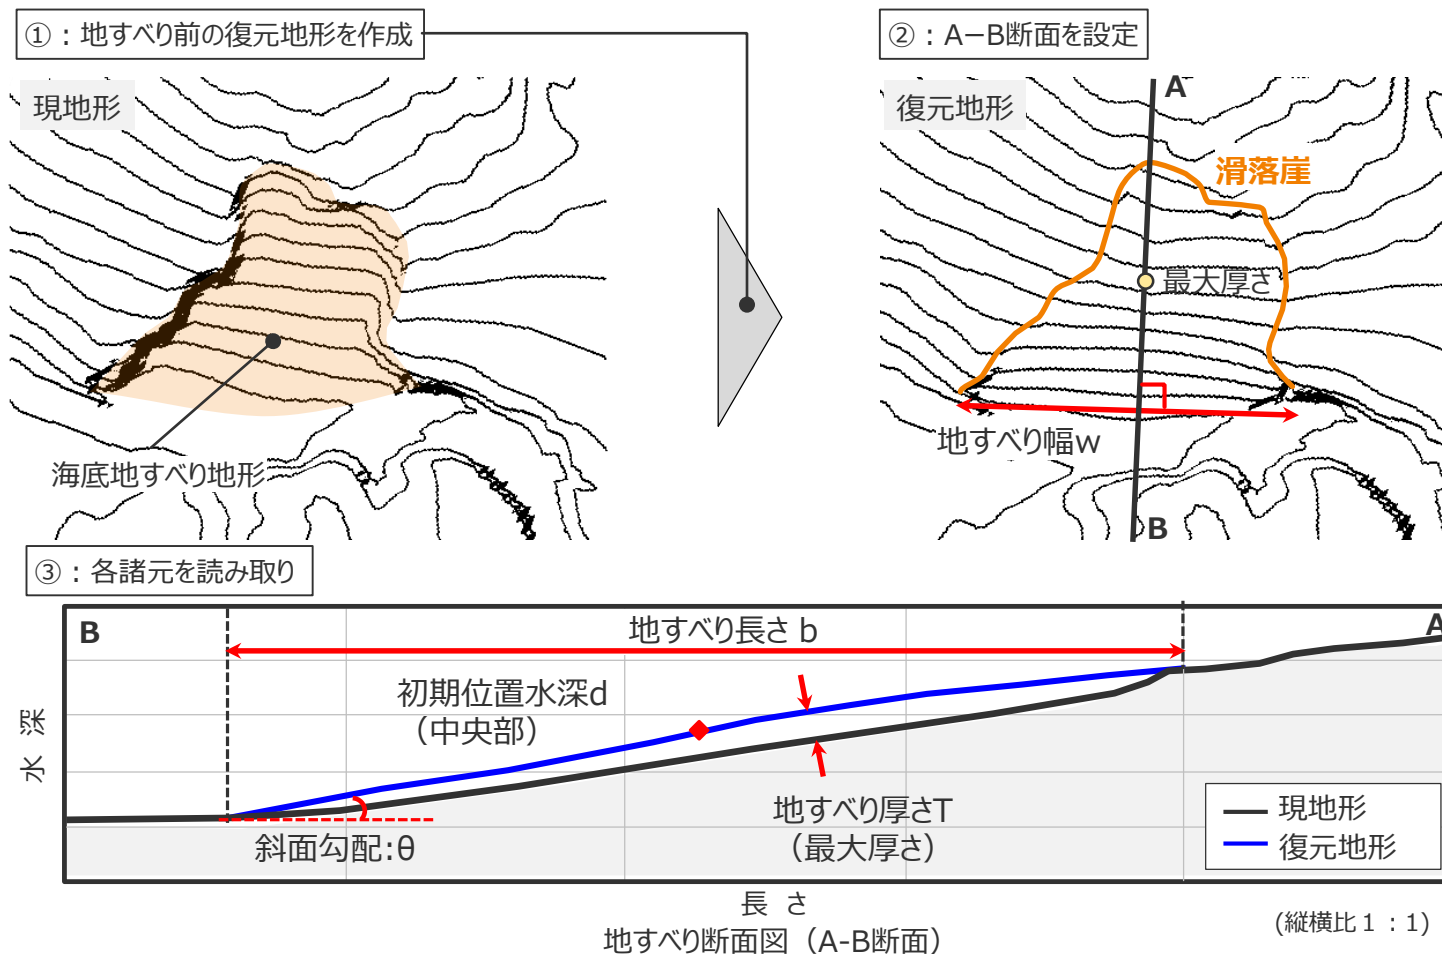 ①：地すべり前の復元地形を作成
②：A－B断面を設定
現地形
復元地形
A
滑落崖
最大厚さ
地すべり幅w
海底地すべり地形
B
③：各諸元を読み取り
B
A
地すべり長さ b
初期位置水深d
（中央部）
水 深
斜面勾配:θ
地すべり厚さT
（最大厚さ）
現地形
復元地形
長 さ
地すべり断面図（A-B断面）
(縦横比１：1)